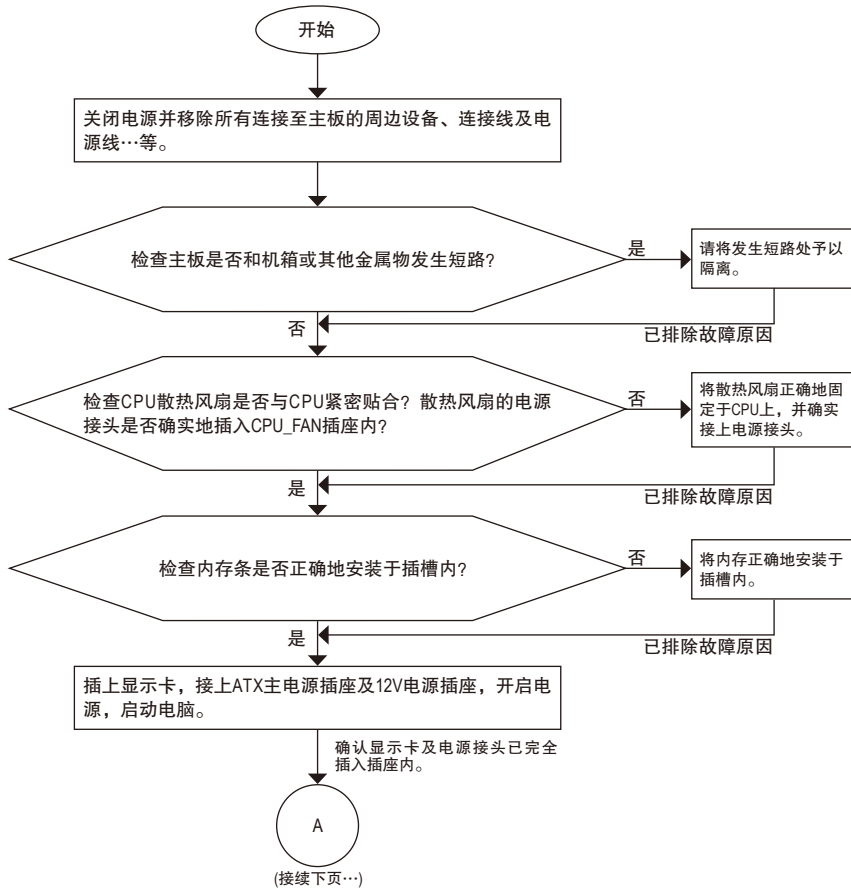 开始
关闭电源并移除所有连接至主板的周边设备、连接线及电
源线…等。
检查主板是否和机箱或其他金属物发生短路？
是
请将发生短路处予以
隔离。
否
已排除故障原因
检查CPU散热风扇是否与CPU紧密贴合？散热风扇的电源
接头是否确实地插入CPU_FAN插座内？
否
将散热风扇正确地固
定于CPU上，并确实
接上电源接头。
是
已排除故障原因
检查内存条是否正确地安装于插槽内？
否
将内存正确地安装于
插槽内。
是
已排除故障原因
插上显示卡，接上ATX主电源插座及12V电源插座，开启电
源，启动电脑。
确认显示卡及电源接头已完全
插入插座内。
A
(接续下页…)